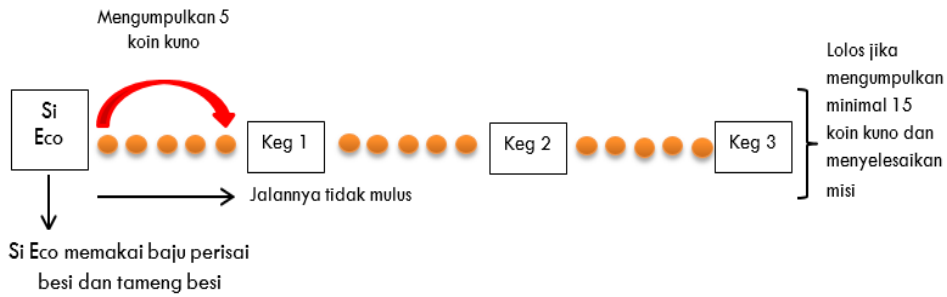 Mengumpulkan 5
koin kuno
Si
Eco
Keg 1
Keg 2
Keg 3
Lolos jika
mengumpulkan
minimal 15
koin kuno dan
menyelesaikan
misi
Jalannya tidak mulus
Si Eco memakai baju perisai
besi dan tameng besi